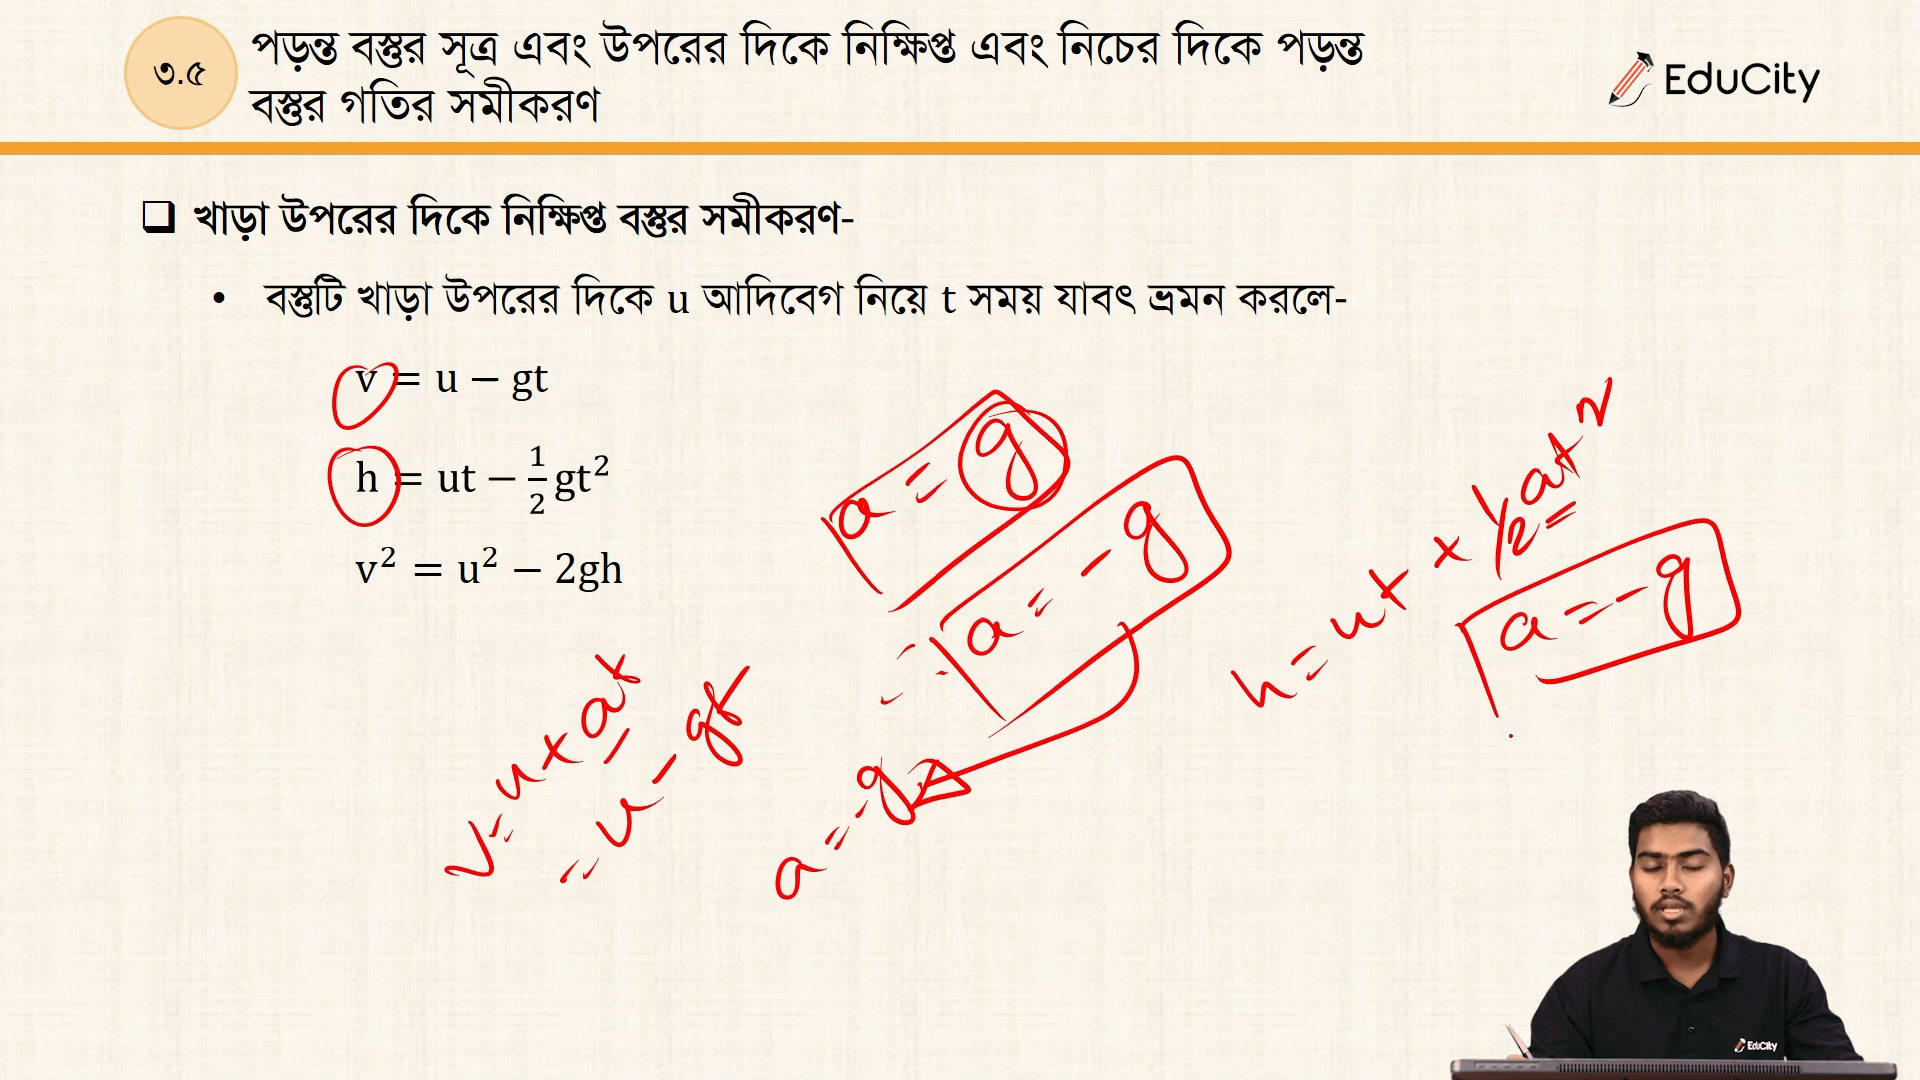 ৩.৫
পড়ন্ত বস্তুর সূত্র এবং উপরের দিকে নিক্ষিপ্ত এবং নিচের দিকে পড়ন্ত
বস্তুর গতির সমীকরণ
EduCity
খাড়া উপরের দিকে নিক্ষিপ্ত বস্তুর সমীকরণ-
• বস্তুটি খাড়া উপরের দিকে u আদিবেগ নিয়ে t সময় যাবৎ ভ্রমন করলে-
v = u − gt
h = ut − 1/2 gt²
v² = u² − 2gh
a = g
a = - g
h = ut + 1/2 at²
a = - g
v = u + at
= u - gt
a = - g
EduCity